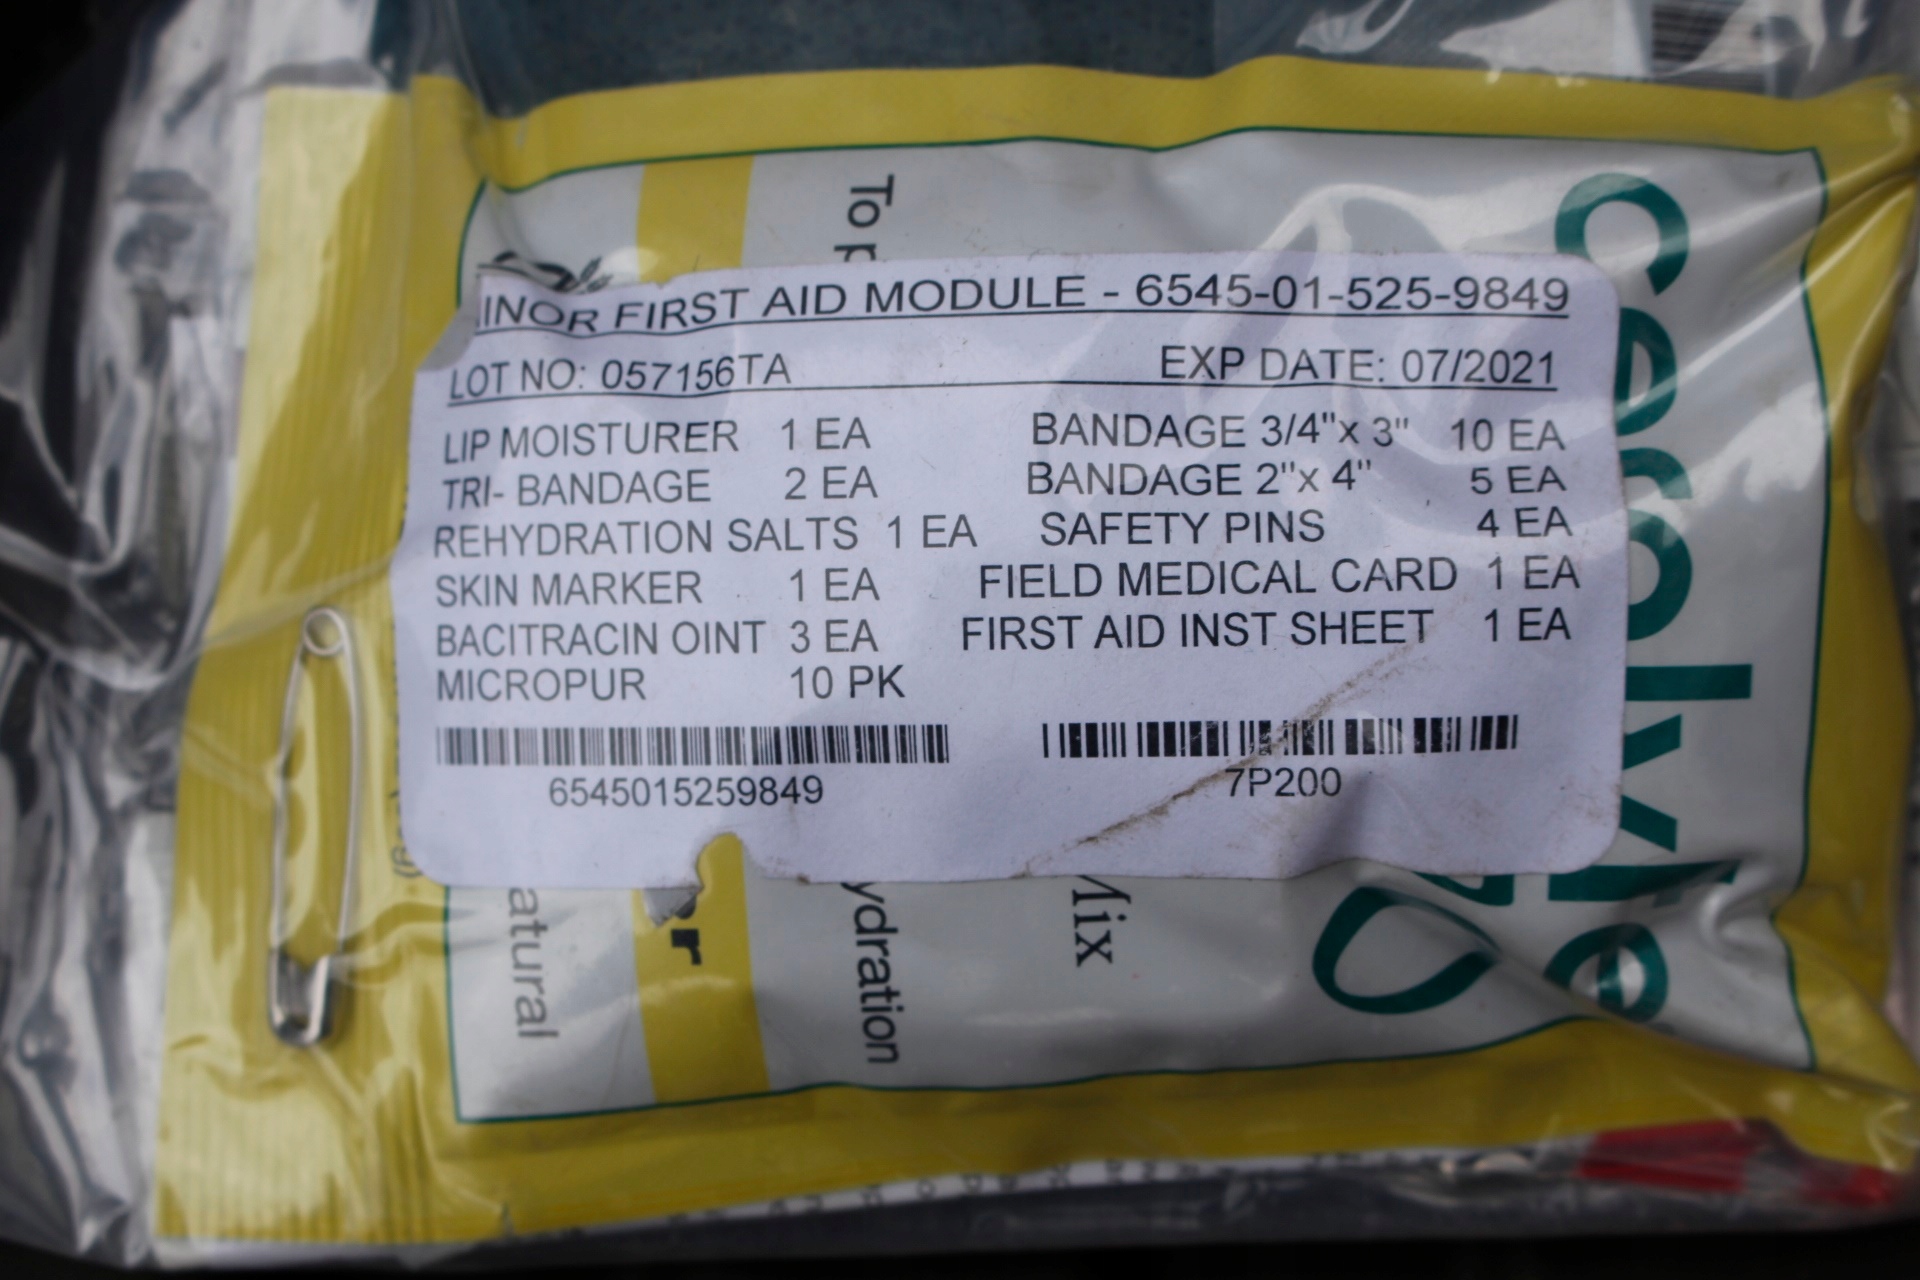 INOR FIRST AID MODULE - 6545-01-525-9849
LOT NO: 057156TA EXP DATE: 07/2021
LIP MOISTURER 1 EA BANDAGE 3/4"x 3" 10 EA
TRI- BANDAGE 2 EA BANDAGE 2"x 4" 5 EA
REHYDRATION SALTS 1 EA SAFETY PINS 4 EA
SKIN MARKER 1 EA FIELD MEDICAL CARD 1 EA
BACITRACIN OINT 3 EA FIRST AID INST SHEET 1 EA
MICROPUR 10 PK
6545015259849 7P200
ceralyte
Mix
To p
ydration
r
atural